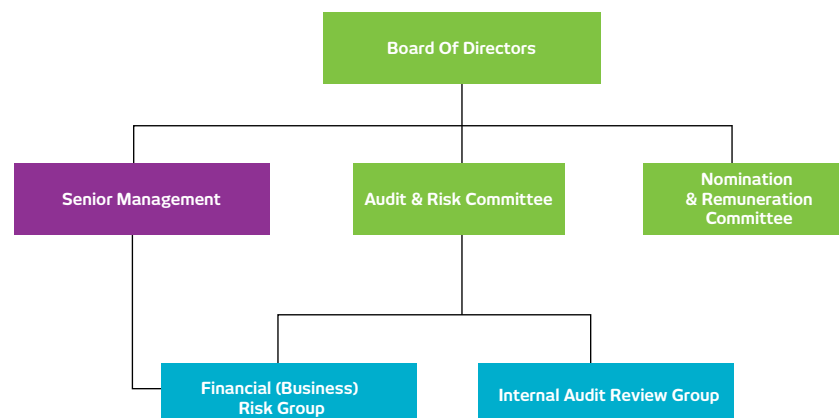 Board Of Directors
Senior Management
Audit & Risk Committee
Nomination
& Remuneration
Committee
Financial (Business)
Risk Group
Internal Audit Review Group